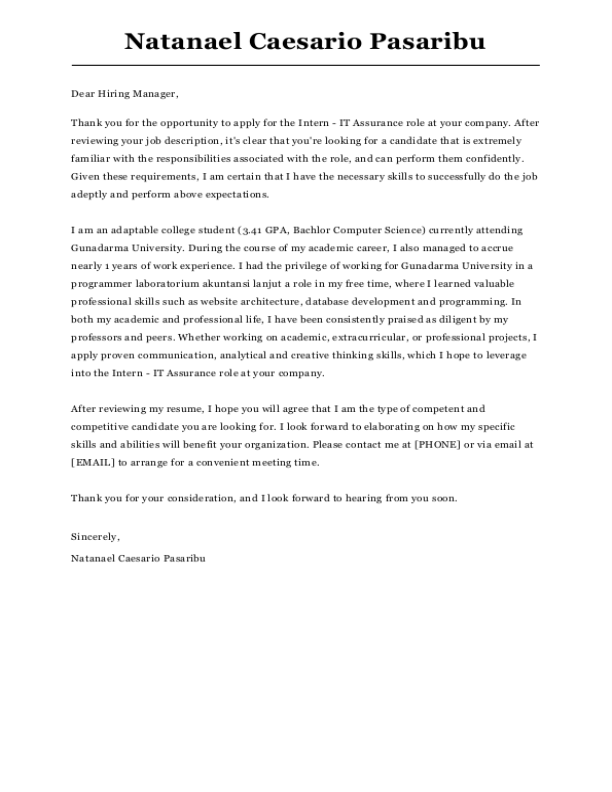 Natanael Caesario Pasaribu
Dear Hiring Manager,
Thank you for the opportunity to apply for the Intern - IT Assurance role at your company. After
reviewing your job description, it's clear that you're looking for a candidate that is extremely
familiar with the responsibilities associated with the role, and can perform them confidently.
Given these requirements, I am certain that I have the necessary skills to successfully do the job
adeptly and perform above expectations.
I am an adaptable college student (3.41 GPA, Bachlor Computer Science) currently attending
Gunadarma University. During the course of my academic career, I also managed to accrue
nearly 1 years of work experience. I had the privilege of working for Gunadarma University in a
programmer laboratorium akuntansi lanjut a role in my free time, where I learned valuable
professional skills such as website architecture, database development and programming. In
both my academic and professional life, I have been consistently praised as diligent by my
professors and peers. Whether working on academic, extracurricular, or professional projects, I
apply proven communication, analytical and creative thinking skills, which I hope to leverage
into the Intern - IT Assurance role at your company.
After reviewing my resume, I hope you will agree that I am the type of competent and
competitive candidate you are looking for. I look forward to elaborating on how my specific
skills and abilities will benefit your organization. Please contact me at [PHONE] or via email at
[EMAIL] to arrange for a convenient meeting time.
Thank you for your consideration, and I look forward to hearing from you soon.
Sincerely,
Natanael Caesario Pasaribu